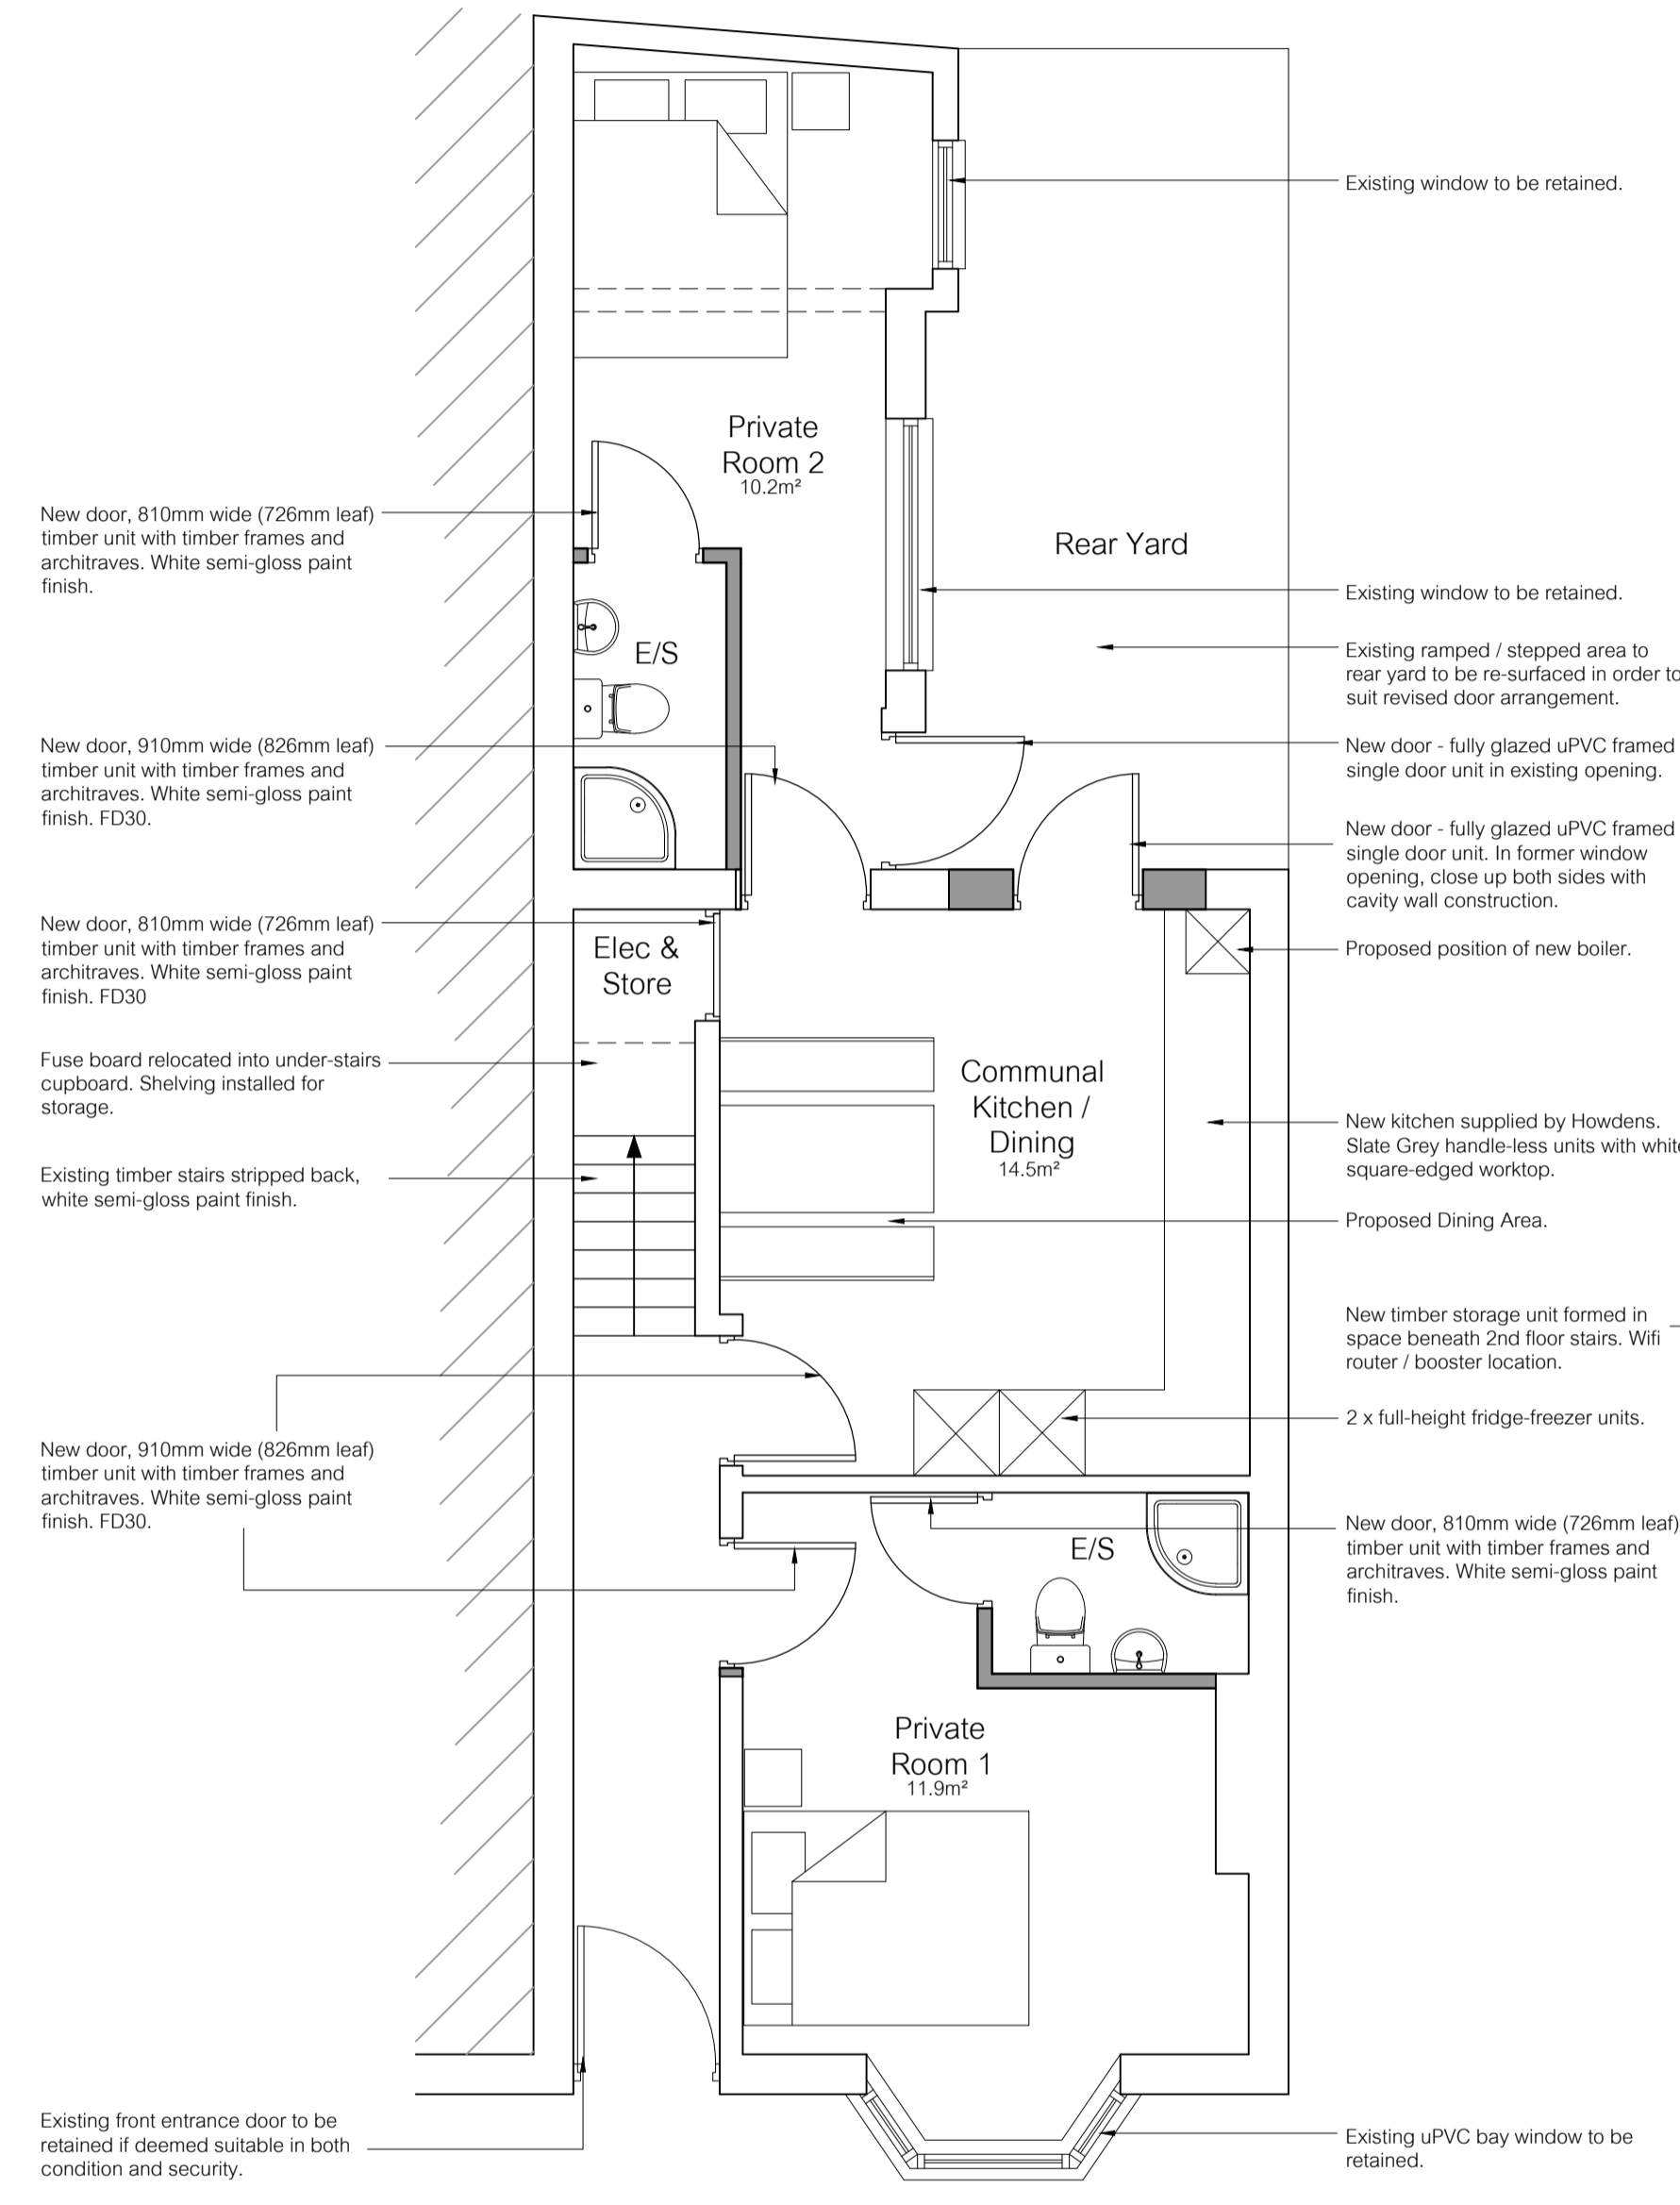 Existing window to be retained.
Private
Room 2
10.2m²
New door, 810mm wide (726mm leaf)
timber unit with timber frames and
architraves. White semi-gloss paint
finish.
Rear Yard
Existing window to be retained.
E/S
Existing ramped / stepped area to
rear yard to be re-surfaced in order to
suit revised door arrangement.
New door, 910mm wide (826mm leaf)
timber unit with timber frames and
architraves. White semi-gloss paint
finish. FD30.
New door - fully glazed uPVC framed
single door unit in existing opening.
New door - fully glazed uPVC framed
single door unit. In former window
opening, close up both sides with
cavity wall construction.
New door, 810mm wide (726mm leaf)
timber unit with timber frames and
architraves. White semi-gloss paint
finish. FD30
Elec &
Store
Proposed position of new boiler.
Fuse board relocated into under-stairs
cupboard. Shelving installed for
storage.
Communal
Kitchen /
Dining
14.5m²
New kitchen supplied by Howdens.
Slate Grey handle-less units with white
square-edged worktop.
Existing timber stairs stripped back,
white semi-gloss paint finish.
Proposed Dining Area.
New timber storage unit formed in
space beneath 2nd floor stairs. Wifi
router / booster location.
2 x full-height fridge-freezer units.
New door, 910mm wide (826mm leaf)
timber unit with timber frames and
architraves. White semi-gloss paint
finish. FD30.
E/S
New door, 810mm wide (726mm leaf)
timber unit with timber frames and
architraves. White semi-gloss paint
finish.
Private
Room 1
11.9m²
Existing front entrance door to be
retained if deemed suitable in both
condition and security.
Existing uPVC bay window to be
retained.